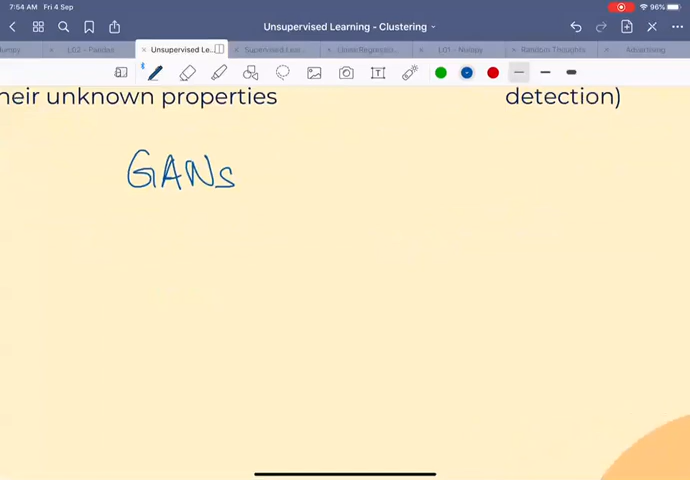 7:54 AM Fri 4 Sep
96%
Unsupervised Learning - Clustering
L02 - Pandas
Unsupervised Le...
Supervised Lear...
L01 - Numpy
Random Thoughts
Advertising
heir unknown properties
detection)
GANs